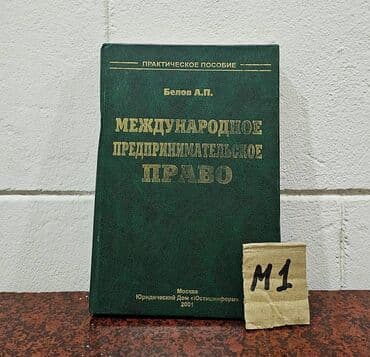 ПРАКТИЧЕСКОЕ ПОСОБИЕ
Белов А.П.
МЕЖДУНАРОДНОЕ
ПРЕДПРИНИМАТЕЛЬСКОЕ
ПРАВО
Москва
Юридический Дом «Юстицинформ»
2001
М1